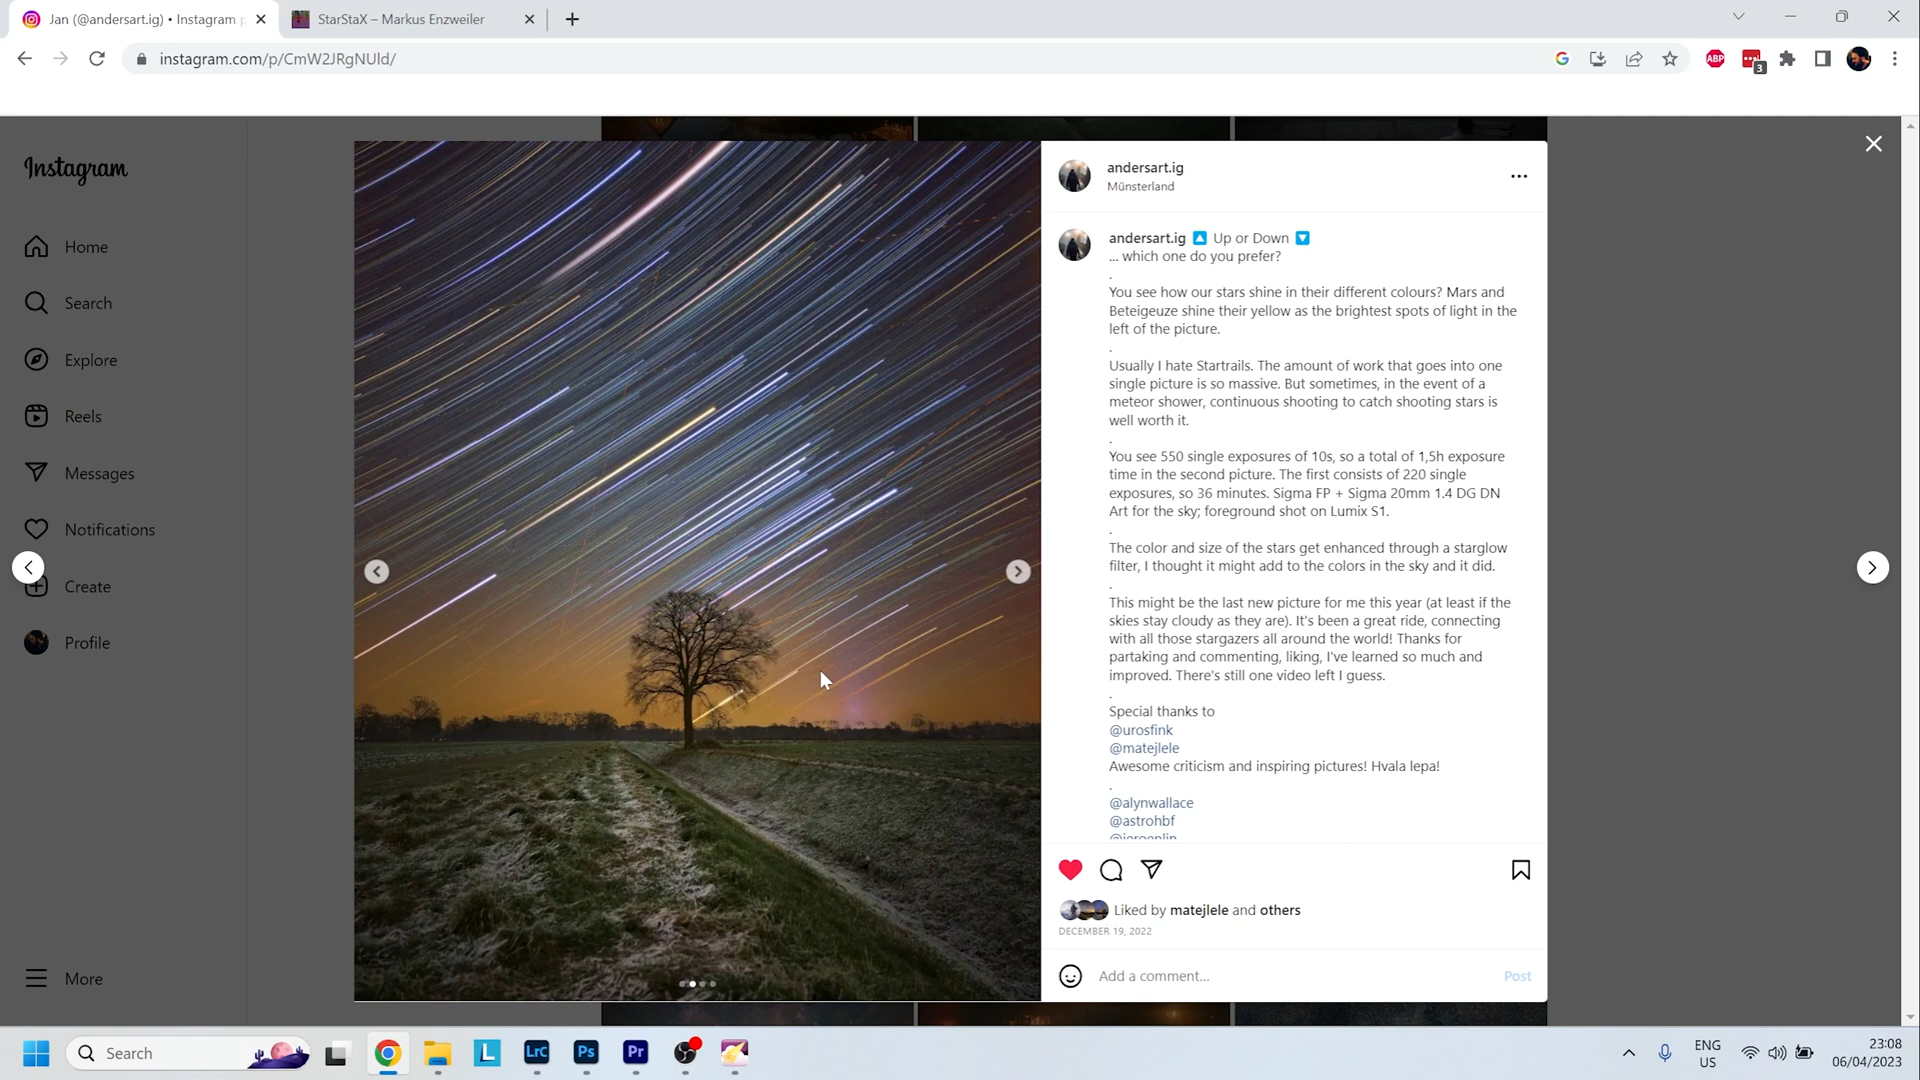 Jan (@andersart.ig) • Instagram p
StarStaX – Markus Enzweiler
instagram.com/p/CmW2JRgNUld/
ABP
3
Instagram
Home
Search
Explore
Reels
Messages
Notifications
Create
Profile
More
andersart.ig
Münsterland
andersart.ig 🔼 Up or Down 🔽
... which one do you prefer?
.
You see how our stars shine in their different colours? Mars and
Beteigeuze shine their yellow as the brightest spots of light in the
left of the picture.
.
Usually I hate Startrails. The amount of work that goes into one
single picture is so massive. But sometimes, in the event of a
meteor shower, continuous shooting to catch shooting stars is
well worth it.
.
You see 550 single exposures of 10s, so a total of 1,5h exposure
time in the second picture. The first consists of 220 single
exposures, so 36 minutes. Sigma FP + Sigma 20mm 1.4 DG DN
Art for the sky; foreground shot on Lumix S1.
.
The color and size of the stars get enhanced through a starglow
filter, I thought it might add to the colors in the sky and it did.
.
This might be the last new picture for me this year (at least if the
skies stay cloudy as they are). It's been a great ride, connecting
with all those stargazers all around the world! Thanks for
partaking and commenting, liking, I've learned so much and
improved. There's still one video left I guess.
.
Special thanks to
@urosfink
@matejlele
Awesome criticism and inspiring pictures! Hvala lepa!
.
@alynwallace
@astrohbf
Liked by matejlele and others
DECEMBER 19, 2022
Add a comment...
Post
Search
L
LrC
Ps
Pr
ENG
US
23:08
06/04/2023